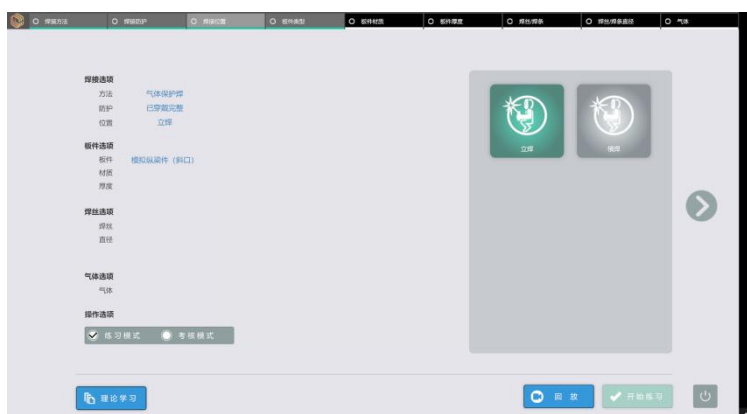 焊接方法
焊接防护
焊接位置
板件类型
板件材质
板件厚度
焊丝/焊条
焊丝/焊条直径
气体
焊接选项
方法 气体保护焊
防护 已穿戴完整
位置 立焊
板件选项
板件 模拟纵梁件（斜口）
材质
厚度
焊丝选项
焊丝
直径
气体选项
气体
操作选项
练习模式 考核模式
立焊
横焊
理论学习
回放
开始练习